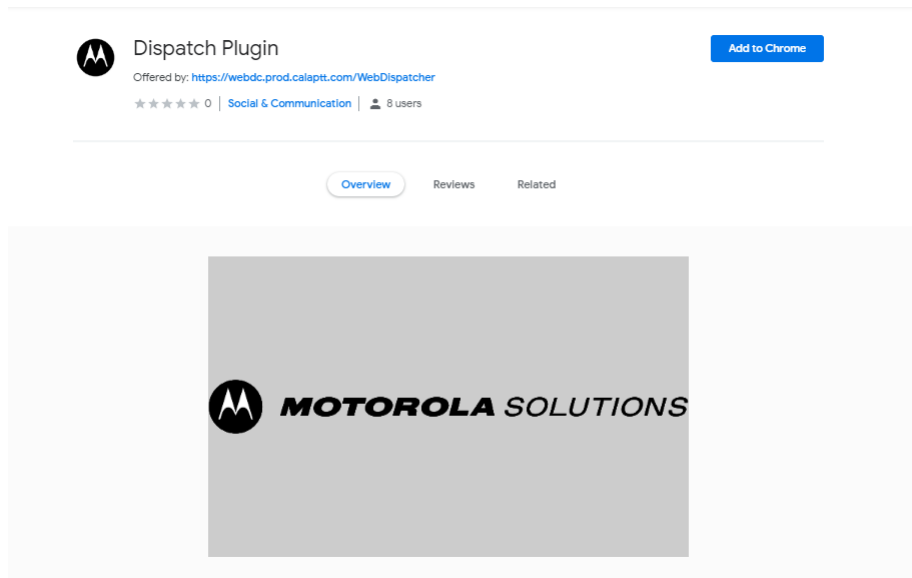 Dispatch Plugin
Add to Chrome
Offered by: https://webdc.prod.calaptt.com/WebDispatcher
0 Social & Communication 8 users
Overview Reviews Related
MOTOROLA SOLUTIONS